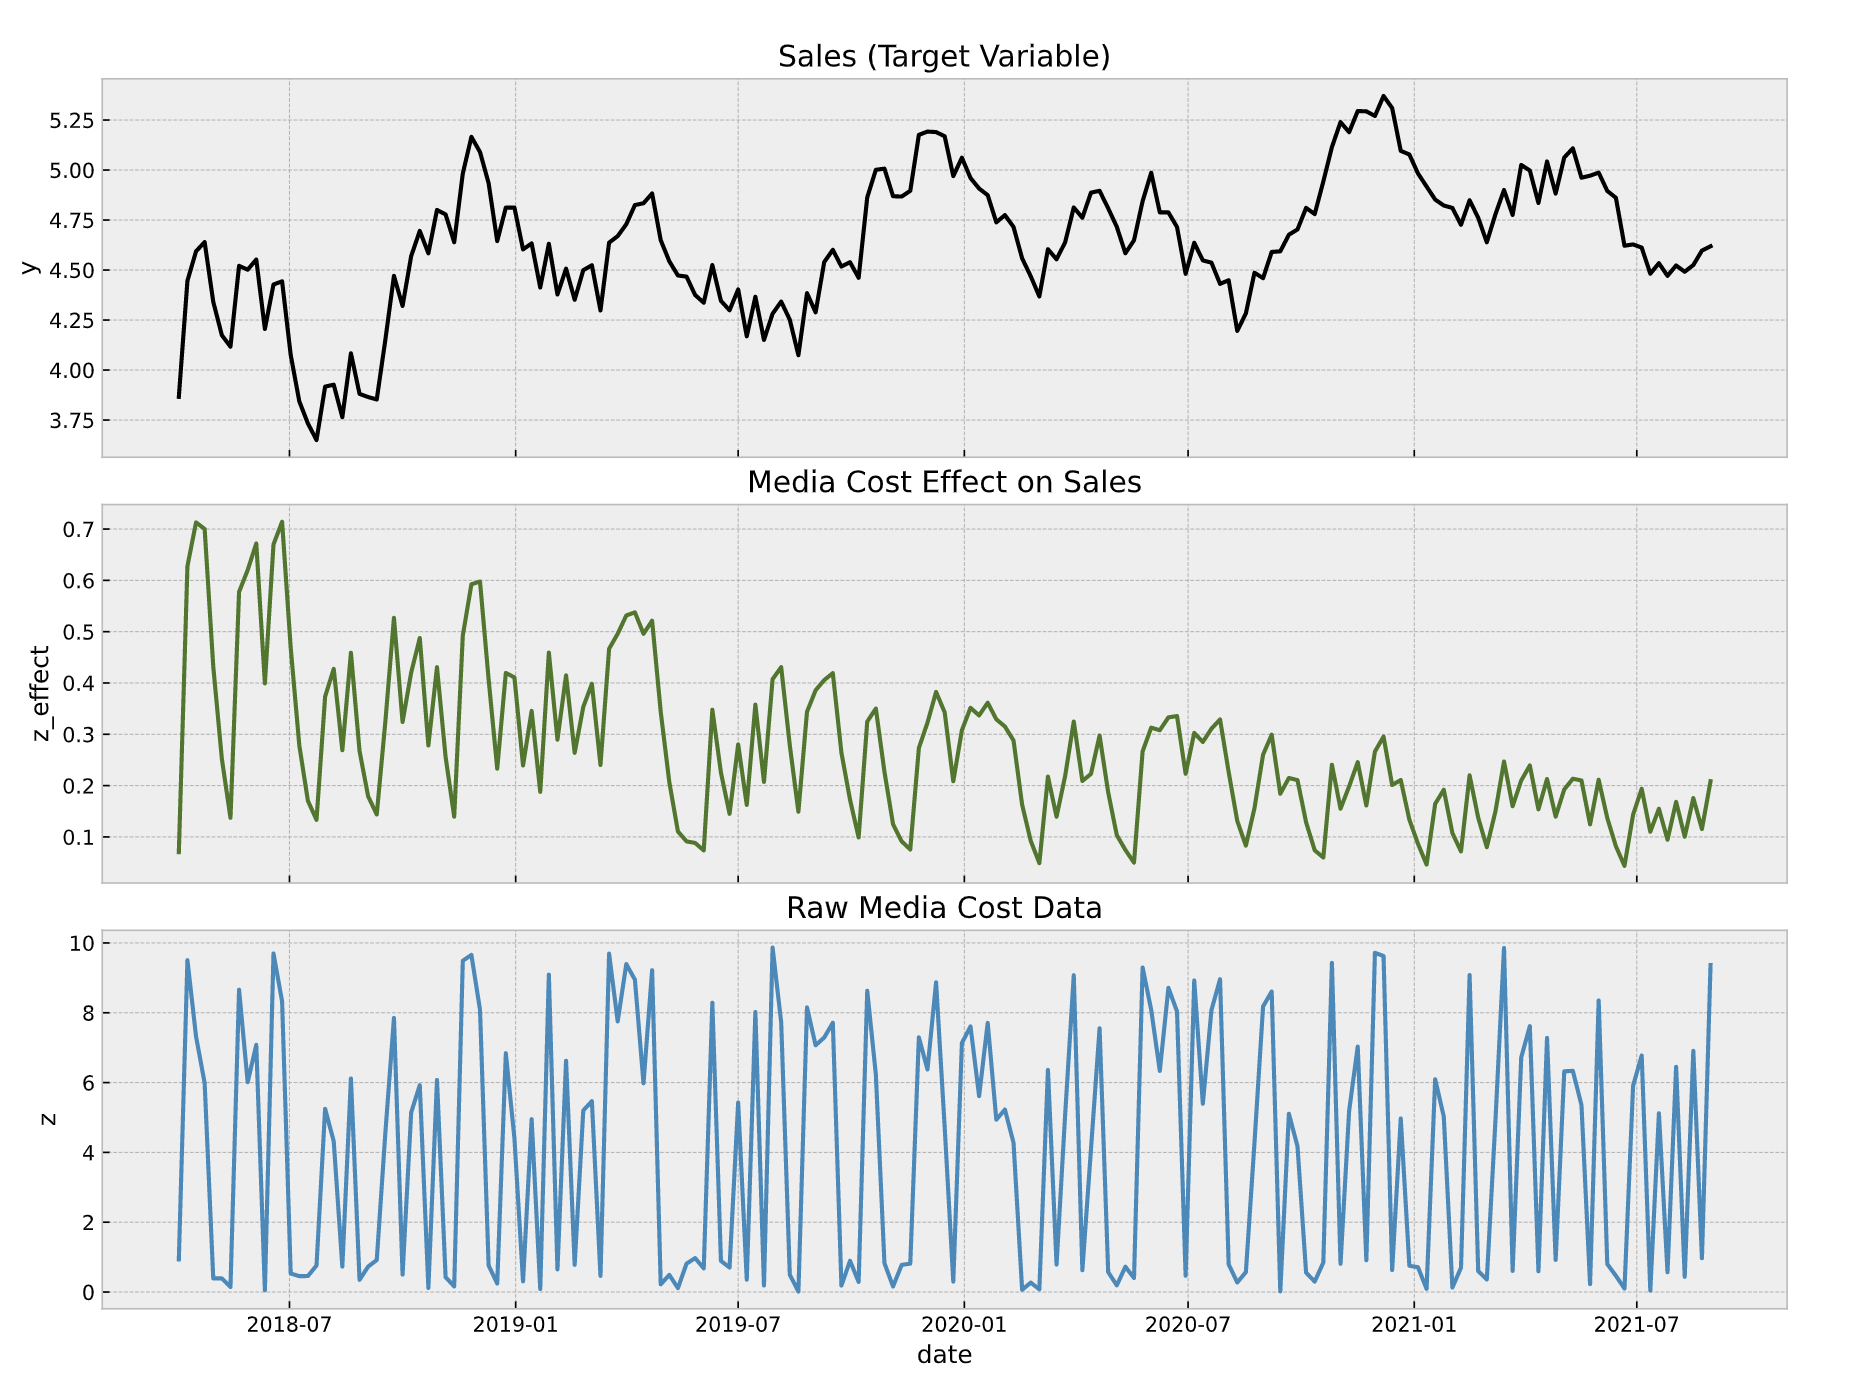 Sales (Target Variable)
5.25
5.00
4.75
4.50
4.25
4.00
3.75
y
Media Cost Effect on Sales
0.7
0.6
0.5
0.4
0.3
0.2
0.1
z_effect
Raw Media Cost Data
10
8
6
4
2
0
z
2018-07 2019-01 2019-07 2020-01 2020-07 2021-01 2021-07
date